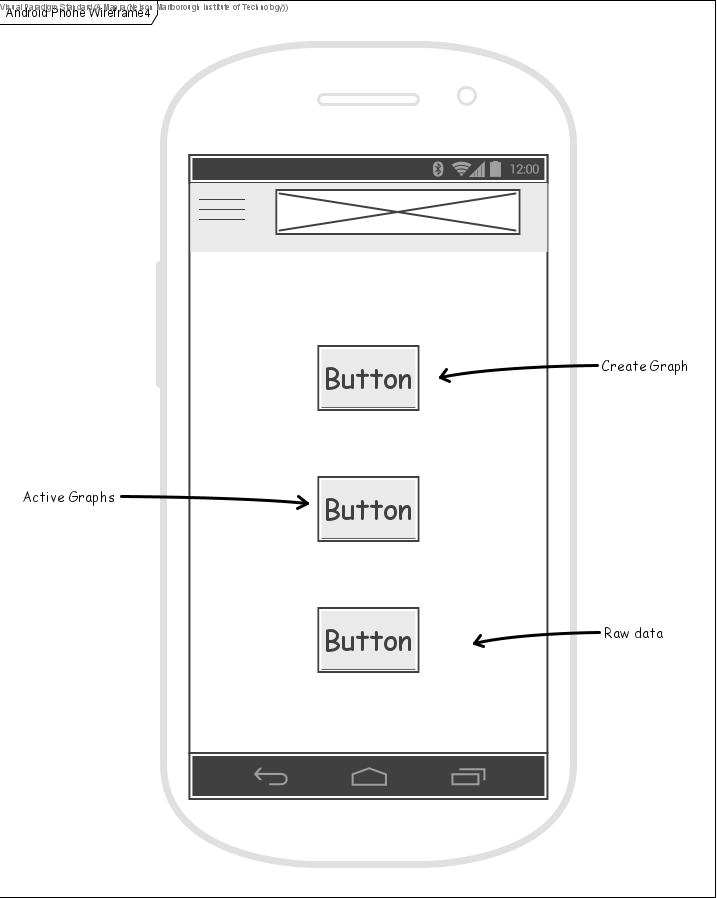 Visual Paradigm Standard (Nelson Marlborough Institute of Technology))
Android Phone Wireframe4
12:00
Button
Create Graph
Active Graphs
Button
Button
Raw data